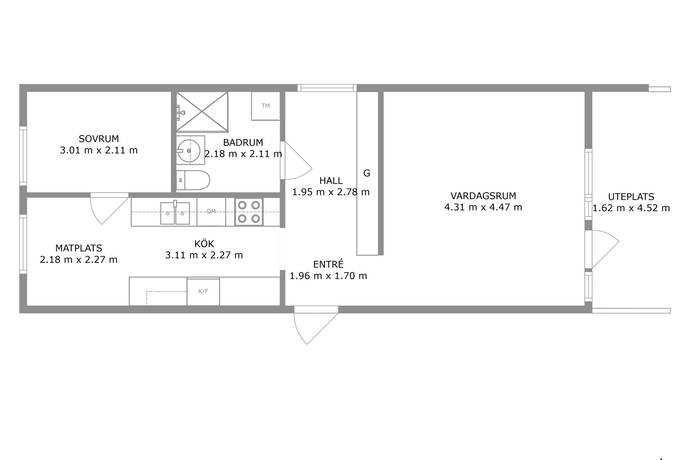 TM
SOVRUM
3.01 m x 2.11 m
BADRUM
2.18 m x 2.11 m
HALL
1.95 m x 2.78 m
G
VARDAGSRUM
4.31 m x 4.47 m
UTEPLATS
1.62 m x 4.52 m
DM
MATPLATS
2.18 m x 2.27 m
KÖK
3.11 m x 2.27 m
ENTRÉ
1.96 m x 1.70 m
K/F